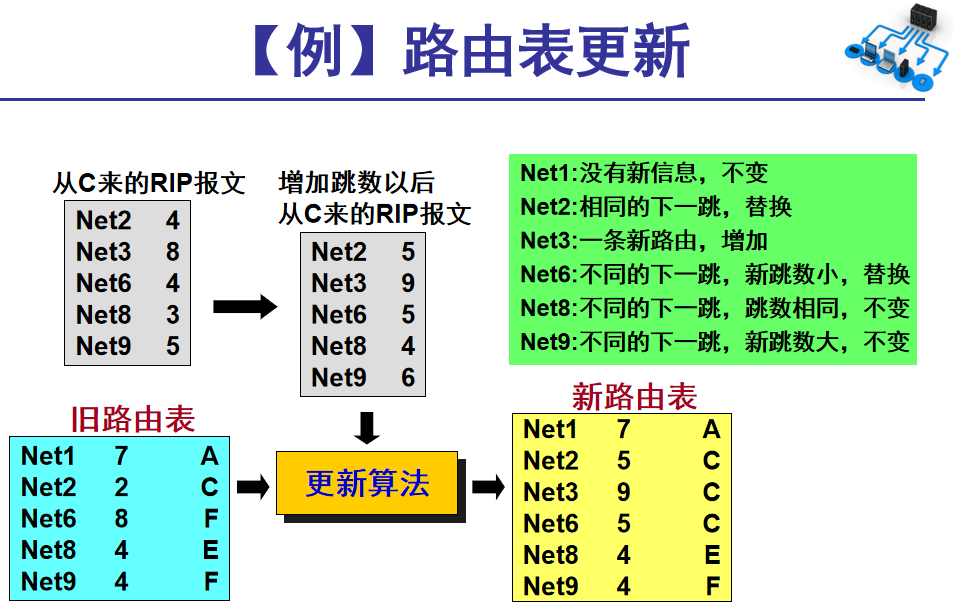 【例】路由表更新
从C来的RIP报文
Net2 4
Net3 8
Net6 4
Net8 3
Net9 5
增加跳数以后
从C来的RIP报文
Net2 5
Net3 9
Net6 5
Net8 4
Net9 6
Net1:没有新信息，不变
Net2:相同的下一跳，替换
Net3:一条新路由，增加
Net6:不同的下一跳，新跳数小，替换
Net8:不同的下一跳，跳数相同，不变
Net9:不同的下一跳，新跳数大，不变
旧路由表
Net1 7 A
Net2 2 C
Net6 8 F
Net8 4 E
Net9 4 F
更新算法
新路由表
Net1 7 A
Net2 5 C
Net3 9 C
Net6 5 C
Net8 4 E
Net9 4 F